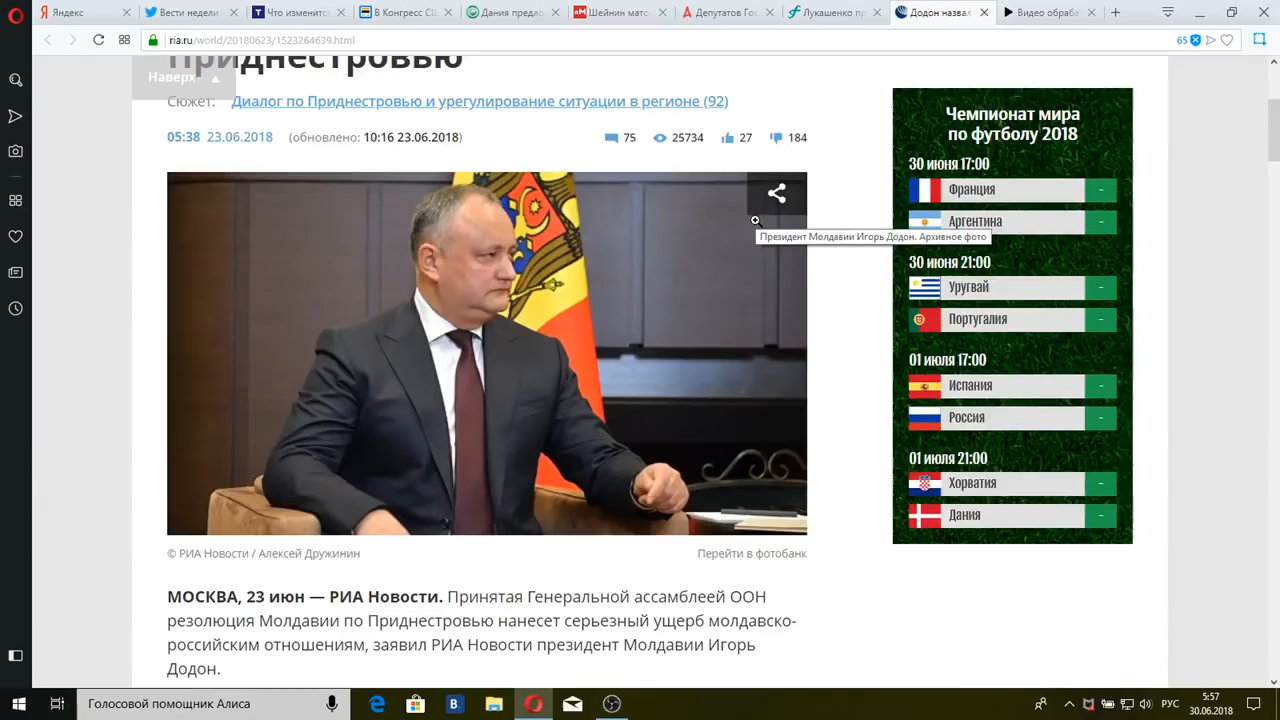 Яндекс
Вести недели
Что изменится
В Конгресс СШ
Дания предло
Шейнин мато
Депутатов Гос
Лукашенко пр
Додон назвал
Видео обрабо
ria.ru/world/20180623/1523264639.html
65
Приднестровью
Наверх
Сюжет: Диалог по Приднестровью и урегулирование ситуации в регионе (92)
05:38 23.06.2018 (обновлено: 10:16 23.06.2018)
75 25734 27 184
Президент Молдавии Игорь Додон. Архивное фото
© РИА Новости / Алексей Дружинин
Перейти в фотобанк
МОСКВА, 23 июн — РИА Новости. Принятая Генеральной ассамблеей ООН
резолюция Молдавии по Приднестровью нанесет серьезный ущерб молдавско-
российским отношениям, заявил РИА Новости президент Молдавии Игорь
Додон.
Чемпионат мира
по футболу 2018
30 июня 17:00
Франция -
Аргентина -
30 июня 21:00
Уругвай -
Португалия -
01 июля 17:00
Испания -
Россия -
01 июля 21:00
Хорватия -
Дания -
Голосовой помощник Алиса
РУС
5:57
30.06.2018